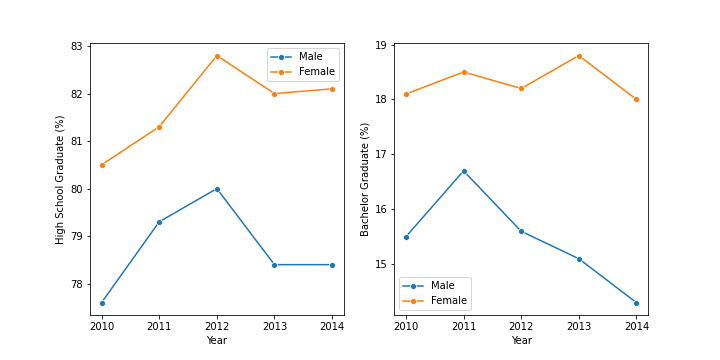 83
82
81
80
79
78
High School Graduate (%)
Male
Female
2010 2011 2012 2013 2014
Year
19
18
17
16
15
Bachelor Graduate (%)
Male
Female
2010 2011 2012 2013 2014
Year